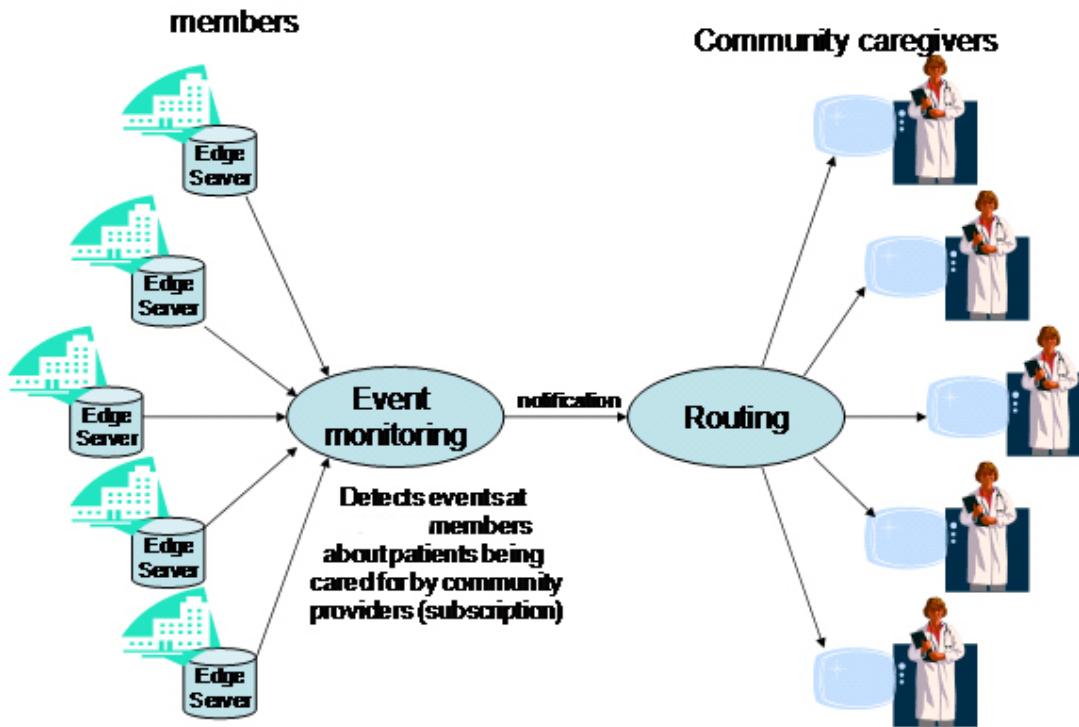 members
Community caregivers
Edge
Server
Edge
Server
Edge
Server
Edge
Server
Edge
Server
Event
monitoring
notification
Routing
Detects events at
members
about patients being
cared for by community
providers (subscription)